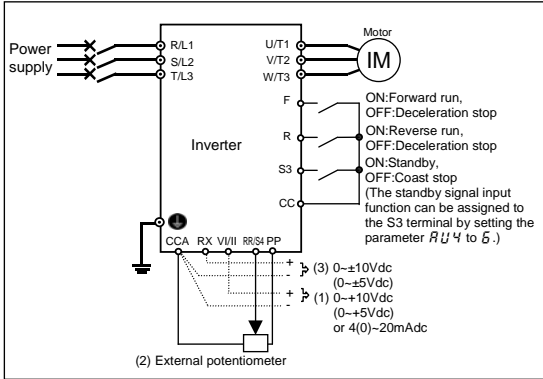 Power
supply
R/L1
S/L2
T/L3
U/T1
V/T2
W/T3
Motor
IM
Inverter
F
R
S3
CC
ON:Forward run,
OFF:Deceleration stop
ON:Reverse run,
OFF:Deceleration stop
ON:Standby,
OFF:Coast stop
(The standby signal input
function can be assigned to
the S3 terminal by setting the
parameter AU4 to 6.)
CCA RX VI/II RR/S4 PP
+
-
(3) 0~±10Vdc
(0~±5Vdc)
+
-
(1) 0~+10Vdc
(0~+5Vdc)
or 4(0)~20mAdc
(2) External potentiometer